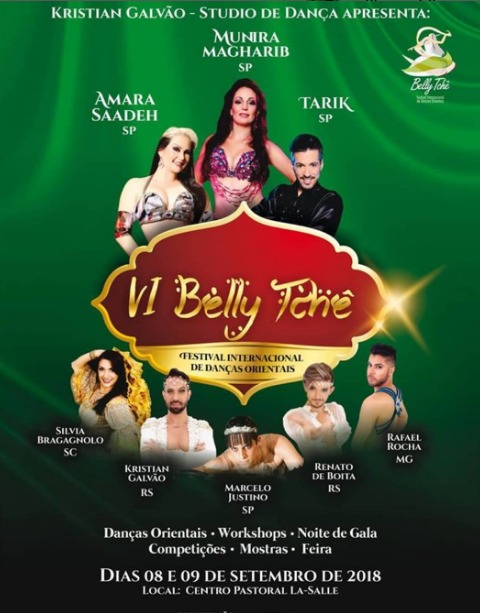 Kristian Galvão - Studio de Dança apresenta:
Munira
Magharib
SP
Belly Tchê
Amara
Saadeh
SP
Tarik
SP
VI Belly Tchê
Festival internacional
de danças orientais
Silvia
Bragagnolo
SC
Kristian
Galvão
RS
Marcelo
Justino
SP
Renato
de Boita
RS
Rafael
Rocha
MG
Danças Orientais • Workshops • Noite de Gala
Competições • Mostras • Feira
Dias 08 e 09 de setembro de 2018
Local: Centro Pastoral La-Salle